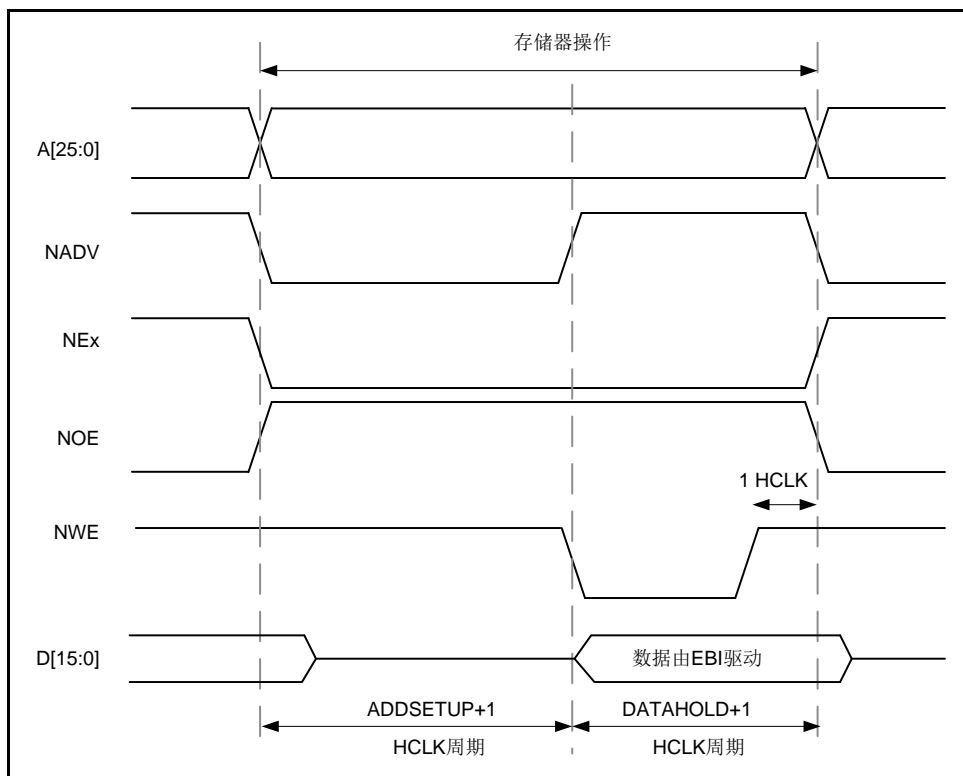 存储器操作
A[25:0]
NADV
NEx
NOE
1 HCLK
NWE
D[15:0]
数据由EBI驱动
ADDSETUP+1
DATAHOLD+1
HCLK周期
HCLK周期